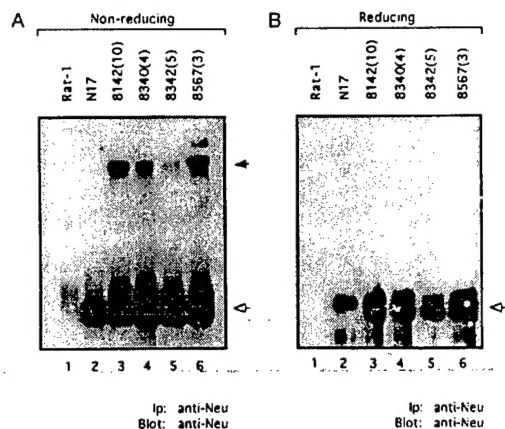 A
Non-reducing
Rat-1
N17
8142(10)
8340(4)
8342(5)
8567(3)
1 2 3 4 5 6
Ip: anti-Neu
Blot: anti-Neu
B
Reducing
Rat-1
N17
8142(10)
8340(4)
8342(5)
8567(3)
1 2 3 4 5 6
Ip: anti-Neu
Blot: anti-Neu